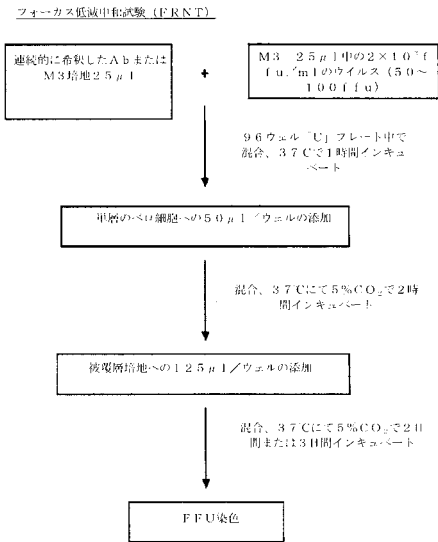 フォーカス低減中和試験 (FRNT)
連続的に希釈したAbまたは
M3培地25μl
+
M3 25μl中の2×10³f
fu/mlのウイルス(50~
100ffu)
96ウェル「U」プレート中で
混合、37℃で1時間インキュ
ベート
単層のベロ細胞への50μl/ウェルの添加
混合、37℃にて5%CO₂で2時
間インキュベート
被覆層培地への125μl/ウェルの添加
混合、37℃にて5%CO₂で2日
間または3日間インキュベート
FFU染色